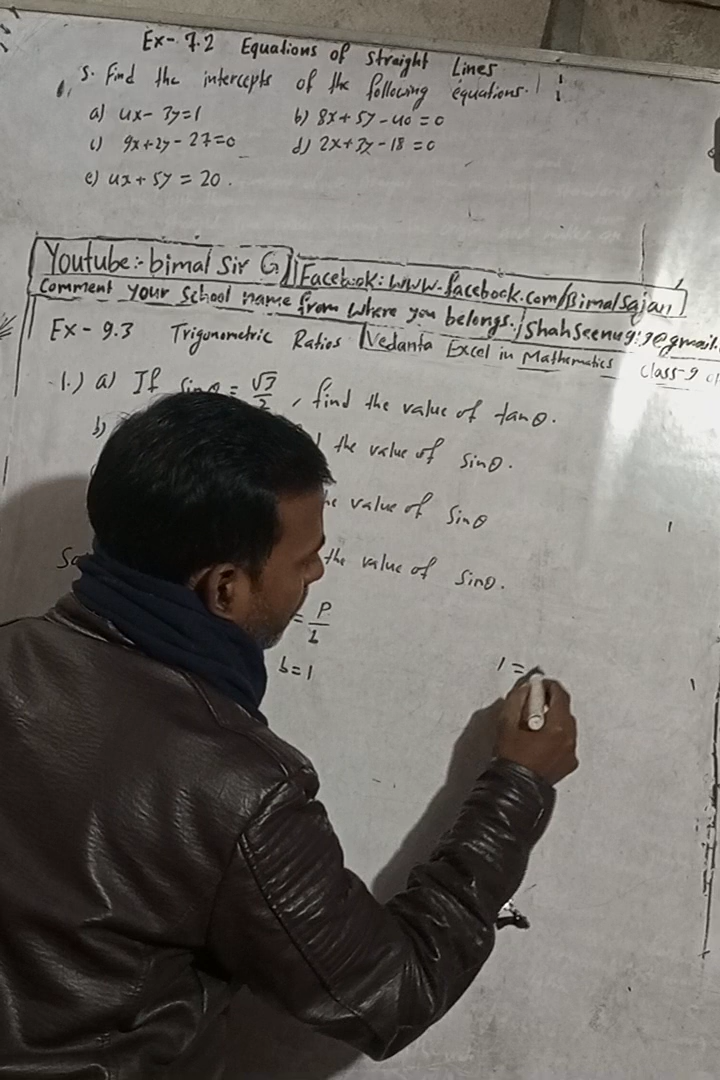 Ex- 7.2 Equations of straight Lines
5. Find the intercepts of the following equations.
a) 4x- 3y=1 b) 8x+5y-40=0
c) 9x+2y-27=0 d) 2x+3y-18=0
e) 4x+5y=20.
Youtube:- bimal Sir G Facebook: www.facebook.com/Bimalsajan
Comment your School name from where you belongs.
Ex- 9.3 Trigonometric Ratios Vedanta Excel in Mathematics Class-9
1.) a) If sinθ = √3/2, find the value of tanθ.
b) the value of sinθ.
value of sinθ
the value of sinθ.
= P/b
b=1 1=